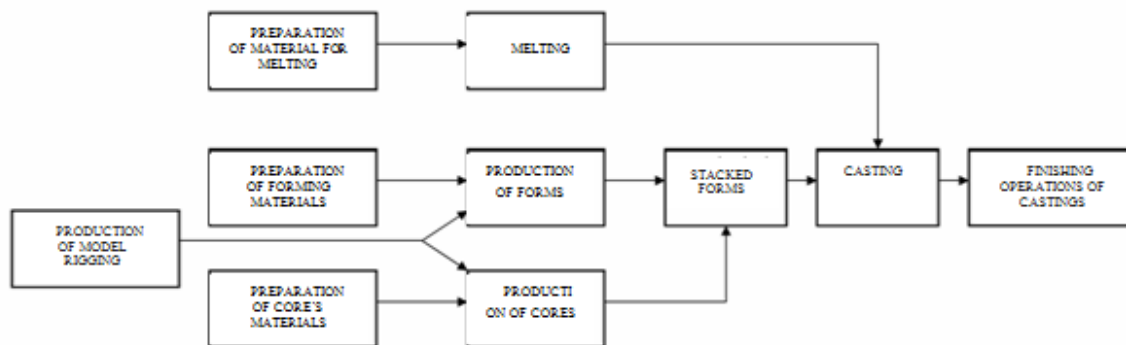 PREPARATION
OF MATERIAL FOR
MELTING
MELTING
PREPARATION
OF FORMING
MATERIALS
PRODUCTION
OF FORMS
STACKED
FORMS
CASTING
FINISHING
OPERATIONS OF
CASTINGS
PRODUCTION
OF MODEL
RIGGING
PREPARATION
OF CORE'S
MATERIALS
PRODUCTI
ON OF CORES